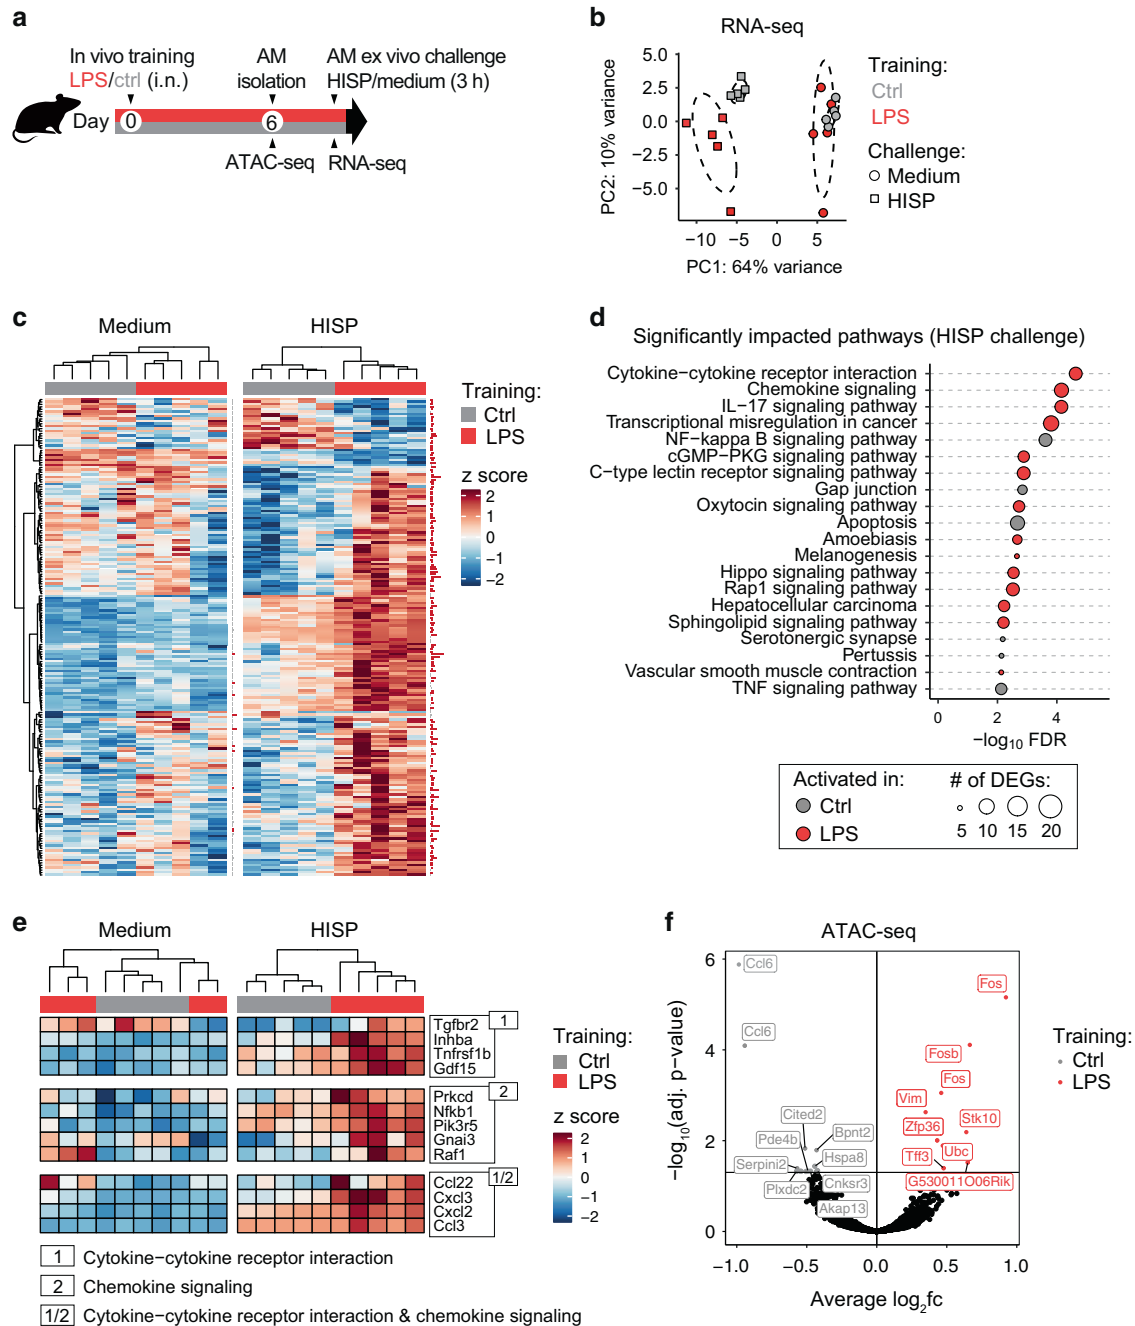 a
In vivo training
LPS/ctrl (i.n.)
AM
isolation
AM ex vivo challenge
HISP/medium (3 h)
Day 0 6
ATAC-seq
RNA-seq
b
RNA-seq
5.0
2.5
0.0
−2.5
−5.0
PC2: 10% variance
−10 −5 0 5
PC1: 64% variance
Training:
Ctrl
LPS
Challenge:
Medium
HISP
c
Medium HISP
Training:
Ctrl
LPS
z score
2
1
0
−1
−2
d
Significantly impacted pathways (HISP challenge)
Cytokine−cytokine receptor interaction
Chemokine signaling
IL−17 signaling pathway
Transcriptional misregulation in cancer
NF−kappa B signaling pathway
cGMP−PKG signaling pathway
C−type lectin receptor signaling pathway
Gap junction
Oxytocin signaling pathway
Apoptosis
Amoebiasis
Melanogenesis
Hippo signaling pathway
Rap1 signaling pathway
Hepatocellular carcinoma
Sphingolipid signaling pathway
Serotonergic synapse
Pertussis
Vascular smooth muscle contraction
TNF signaling pathway
0 2 4
−log10 FDR
Activated in:
Ctrl
LPS
# of DEGs:
5 10 15 20
e
Medium HISP
Tgfbr2
Inhba
Tnfrsf1b
Gdf15
1
Prkcd
Nfkb1
Pik3r5
Gnai3
Raf1
2
Ccl22
Cxcl3
Cxcl2
Ccl3
1/2
Training:
Ctrl
LPS
z score
2
1
0
−1
−2
1 Cytokine−cytokine receptor interaction
2 Chemokine signaling
1/2 Cytokine−cytokine receptor interaction & chemokine signaling
f
ATAC-seq
6
4
2
0
−log10(adj. p−value)
Ccl6
Ccl6
Cited2
Pde4b
Bpnt2
Serpini2
Hspa8
Plxdc2
Cnksr3
Akap13
Fos
Fosb
Fos
Vim
Zfp36
Stk10
Tff3
Ubc
G530011O06Rik
−1.0 −0.5 0.0 0.5 1.0
Average log2fc
Training:
Ctrl
LPS